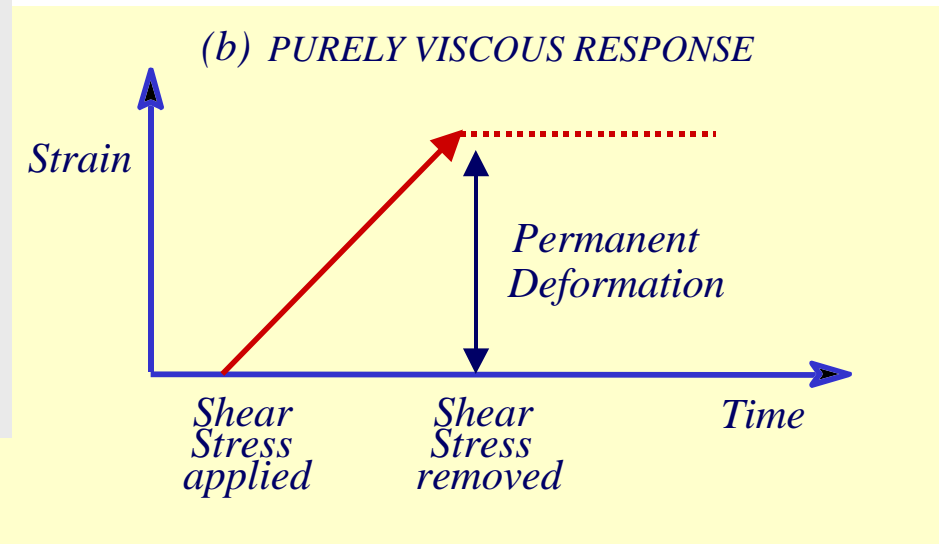 (b) PURELY VISCOUS RESPONSE
Strain
Permanent
Deformation
Shear
Stress
applied
Shear
Stress
removed
Time